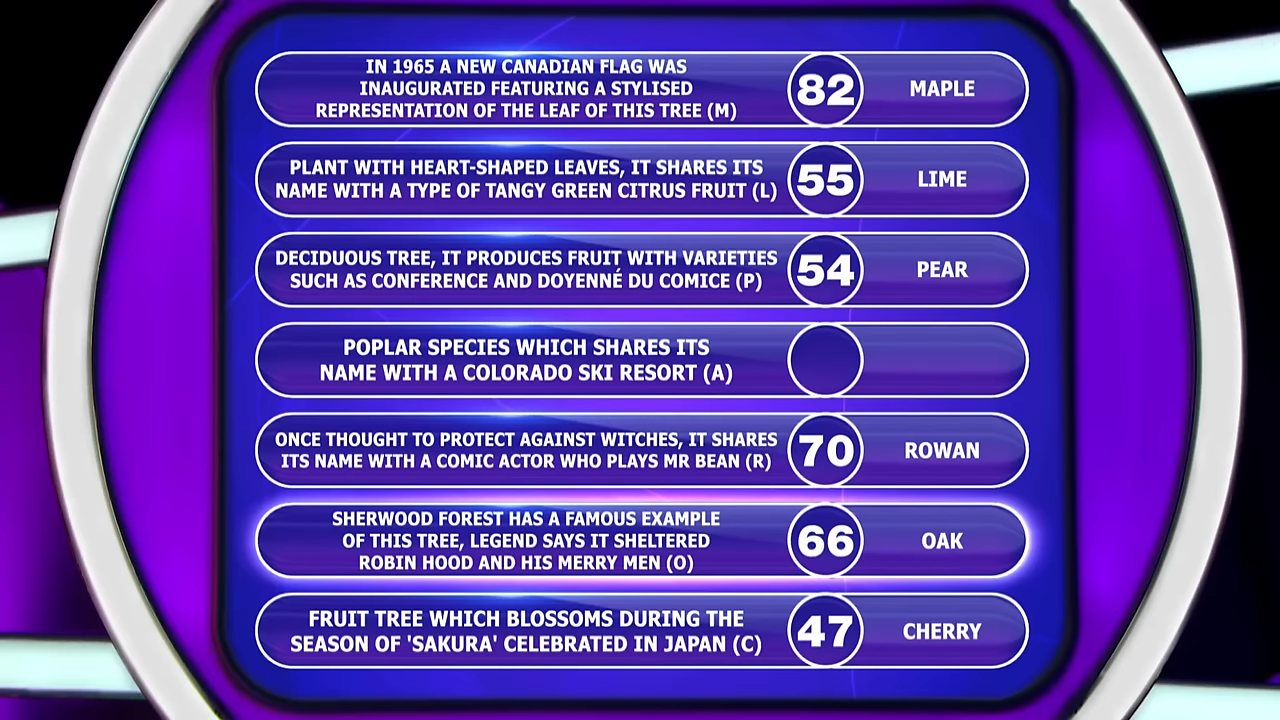 IN 1965 A NEW CANADIAN FLAG WAS
INAUGURATED FEATURING A STYLISED
REPRESENTATION OF THE LEAF OF THIS TREE (M)
82
MAPLE
PLANT WITH HEART-SHAPED LEAVES, IT SHARES ITS
NAME WITH A TYPE OF TANGY GREEN CITRUS FRUIT (L)
55
LIME
DECIDUOUS TREE, IT PRODUCES FRUIT WITH VARIETIES
SUCH AS CONFERENCE AND DOYENNÉ DU COMICE (P)
54
PEAR
POPLAR SPECIES WHICH SHARES ITS
NAME WITH A COLORADO SKI RESORT (A)
ONCE THOUGHT TO PROTECT AGAINST WITCHES, IT SHARES
ITS NAME WITH A COMIC ACTOR WHO PLAYS MR BEAN (R)
70
ROWAN
SHERWOOD FOREST HAS A FAMOUS EXAMPLE
OF THIS TREE, LEGEND SAYS IT SHELTERED
ROBIN HOOD AND HIS MERRY MEN (O)
66
OAK
FRUIT TREE WHICH BLOSSOMS DURING THE
SEASON OF 'SAKURA' CELEBRATED IN JAPAN (C)
47
CHERRY